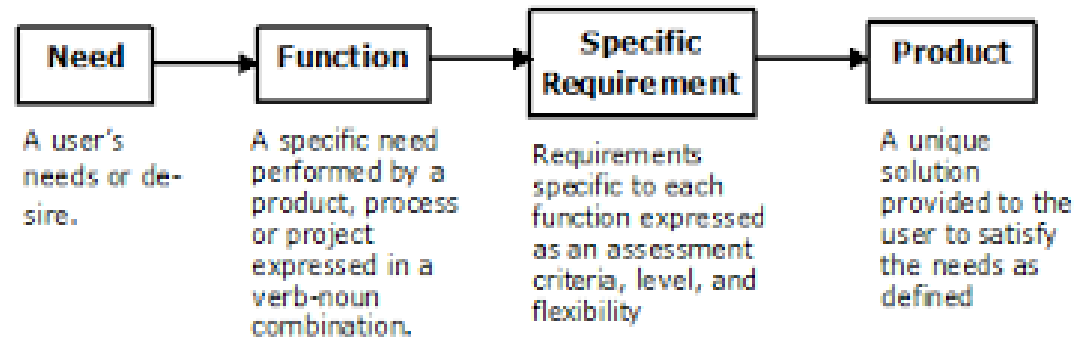 Need
Function
Specific
Requirement
Product
A user's
needs or de-
sire.
A specific need
performed by a
product, process
or project
expressed in a
verb-noun
combination.
Requirements
specific to each
function expressed
as an assessment
criteria, level, and
flexibility
A unique
solution
provided to the
user to satisfy
the needs as
defined